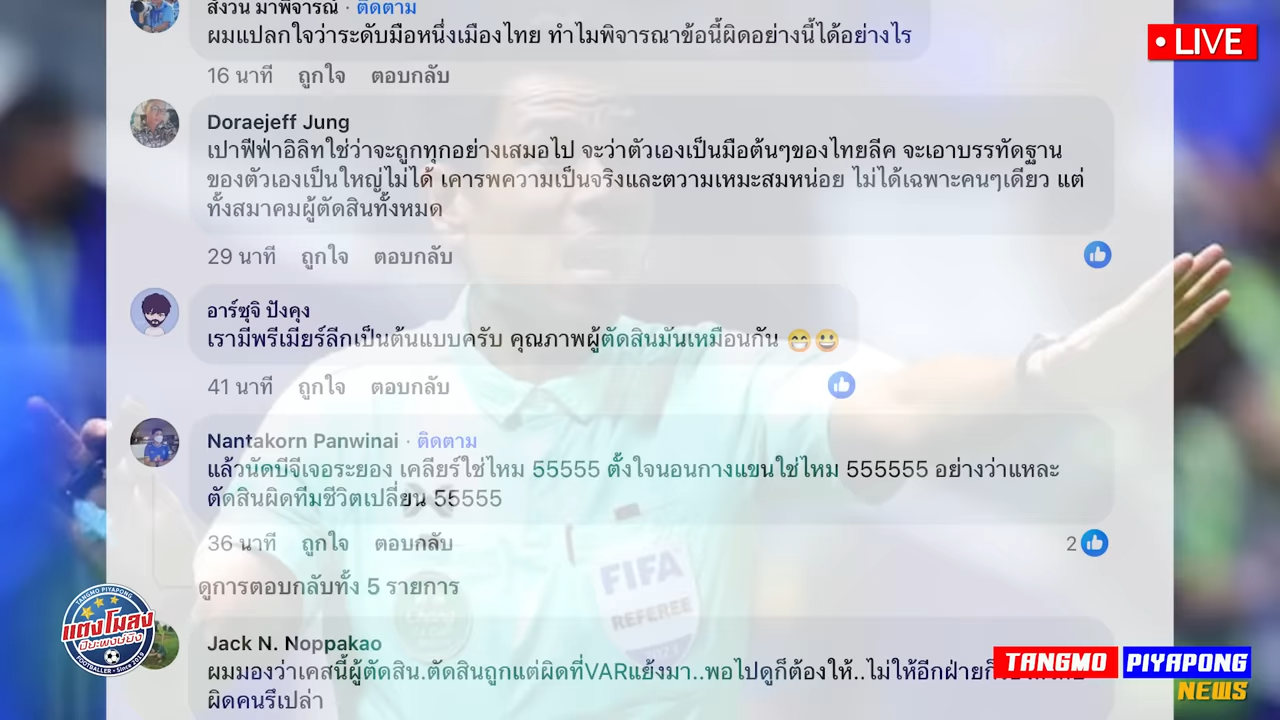 สงวน มาพิจารณ์ · ติดตาม
ผมแปลกใจว่าระดับมือหนึ่งเมืองไทย ทำไมพิจารณาข้อนี้ผิดอย่างนี้ได้อย่างไร
16 นาที ถูกใจ ตอบกลับ
LIVE
Doraejeff Jung
เปาฟีฟ่าอิลิทใช่ว่าจะถูกทุกอย่างเสมอไป จะว่าตัวเองเป็นมือต้นๆของไทยลีค จะเอาบรรทัดฐาน
ของตัวเองเป็นใหญ่ไม่ได้ เคารพความเป็นจริงและตวามเหมะสมหน่อย ไม่ได้เฉพาะคนๆเดียว แต่
ทั้งสมาคมผู้ตัดสินทั้งหมด
29 นาที ถูกใจ ตอบกลับ
อาร์ซุจิ ปังคุง
เรามีพรีเมียร์ลีกเป็นต้นแบบครับ คุณภาพผู้ตัดสินมันเหมือนกัน 😁😀
41 นาที ถูกใจ ตอบกลับ
Nantakorn Panwinai · ติดตาม
แล้วนัดบีจีเจอระยอง เคลียร์ใช่ไหม 55555 ตั้งใจนอนกางแขนใช่ไหม 555555 อย่างว่าแหละ
ตัดสินผิดทีมชีวิตเปลี่ยน 55555
36 นาที ถูกใจ ตอบกลับ 2
ดูการตอบกลับทั้ง 5 รายการ
FIFA
REFEREE
Jack N. Noppakao
ผมมองว่าเคสนี้ผู้ตัดสิน.ตัดสินถูกแต่ผิดที่VARแย้งมา..พอไปดูก็ต้องให้..ไม่ให้อีกฝ่าย
ผิดคนรึเปล่า
TANGMO PIYAPONG
แตงโมลง
ปิยะพงษ์ยิง
FOOTBALLER
TANGMO PIYAPONG
NEWS